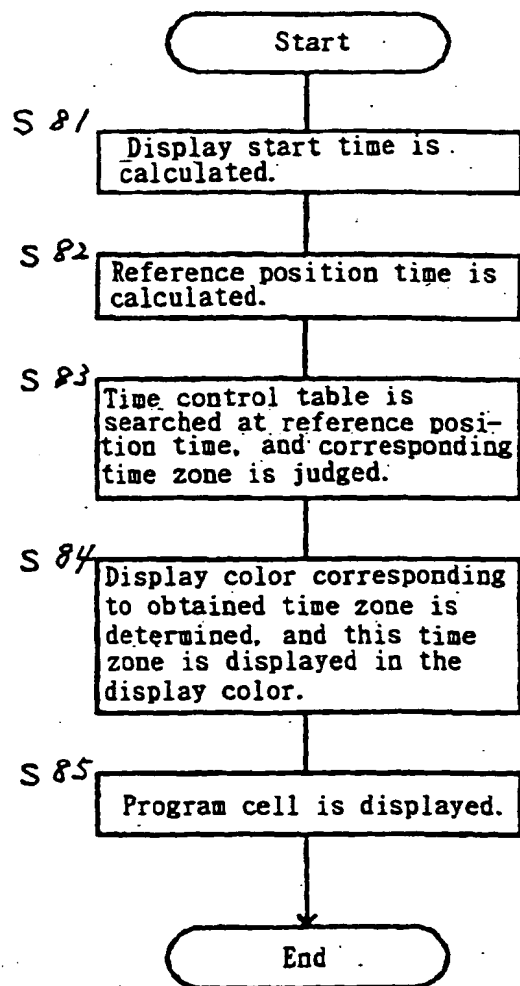 Start
S 81
Display start time is
calculated.
S 82
Reference position time is
calculated.
S 83
Time control table is
searched at reference posi-
tion time, and corresponding
time zone is judged.
S 84
Display color corresponding
to obtained time zone is
determined, and this time
zone is displayed in the
display color.
S 85
Program cell is displayed.
End